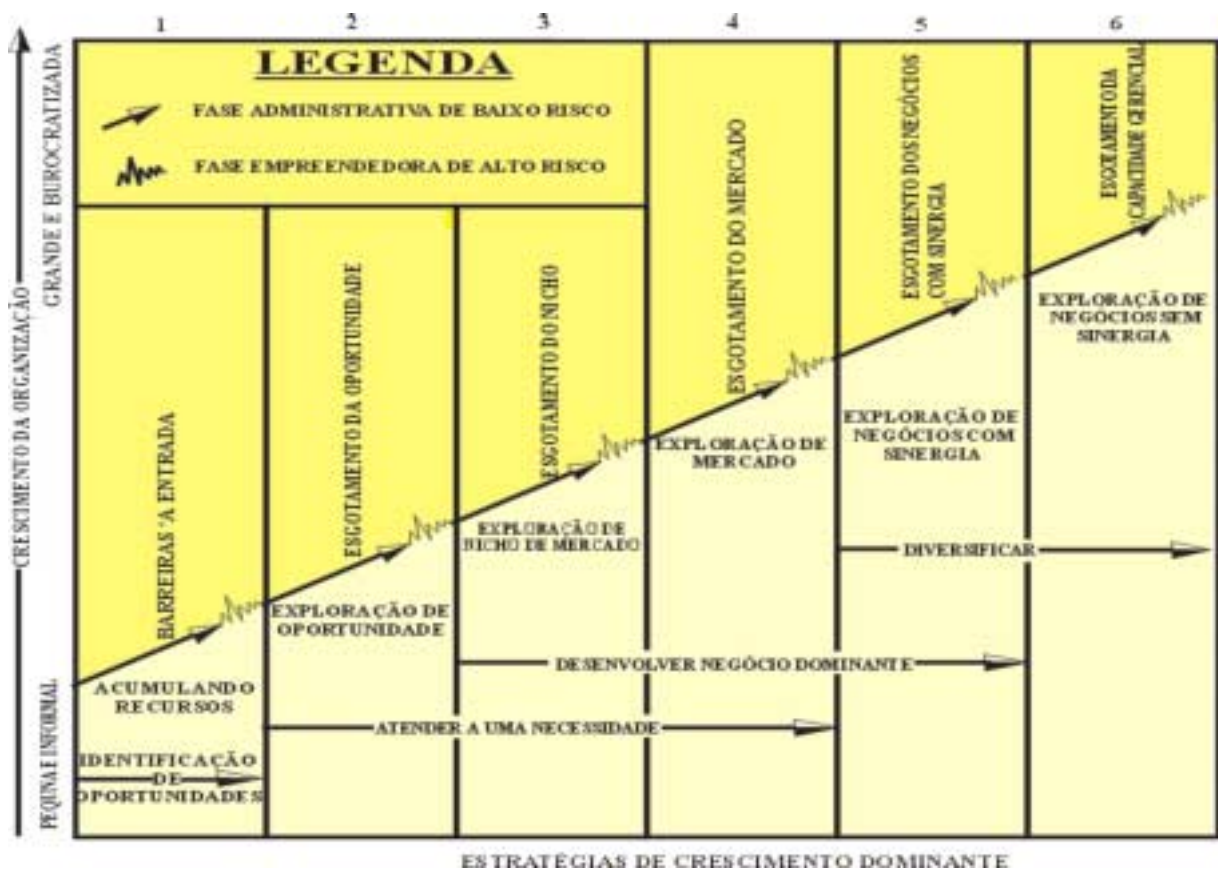 1
2
3
4
5
6
LEGENDA
FASE ADMINISTRATIVA DE BAIXO RISCO
FASE EMPREENDEDORA DE ALTO RISCO
CRESCIMENTO DA ORGANIZAÇÃO
GRANDE E BUROCRATIZADA
PEQUNA E INFORMAL
BARREIRAS 'A ENTRADA
ESGOTAMENTO DA OPORTUNIDADE
ESGOTAMENTO DO NICHO
ESGOTAMENTO DO MERCADO
ESGOTAMENTO DOS NEGÓCIOS
COM SINERGIA
ESGOTAMENTO DA
CAPACIDADE GERENCIAL
ACUMULANDO
RECURSOS
EXPLORAÇÃO DE
OPORTUNIDADE
EXPLORAÇÃO DE
NICHO DE MERCADO
EXPLORAÇÃO DE
MERCADO
EXPLORAÇÃO DE
NEGÓCIOS COM
SINERGIA
EXPLORAÇÃO DE
NEGÓCIOS SEM
SINERGIA
DIVERSIFICAR
DESENVOLVER NEGÓCIO DOMINANTE
ATENDER A UMA NECESSIDADE
IDENTIFICAÇÃO
DE
OPORTUNIDADES
ESTRATÉGIAS DE CRESCIMENTO DOMINANTE